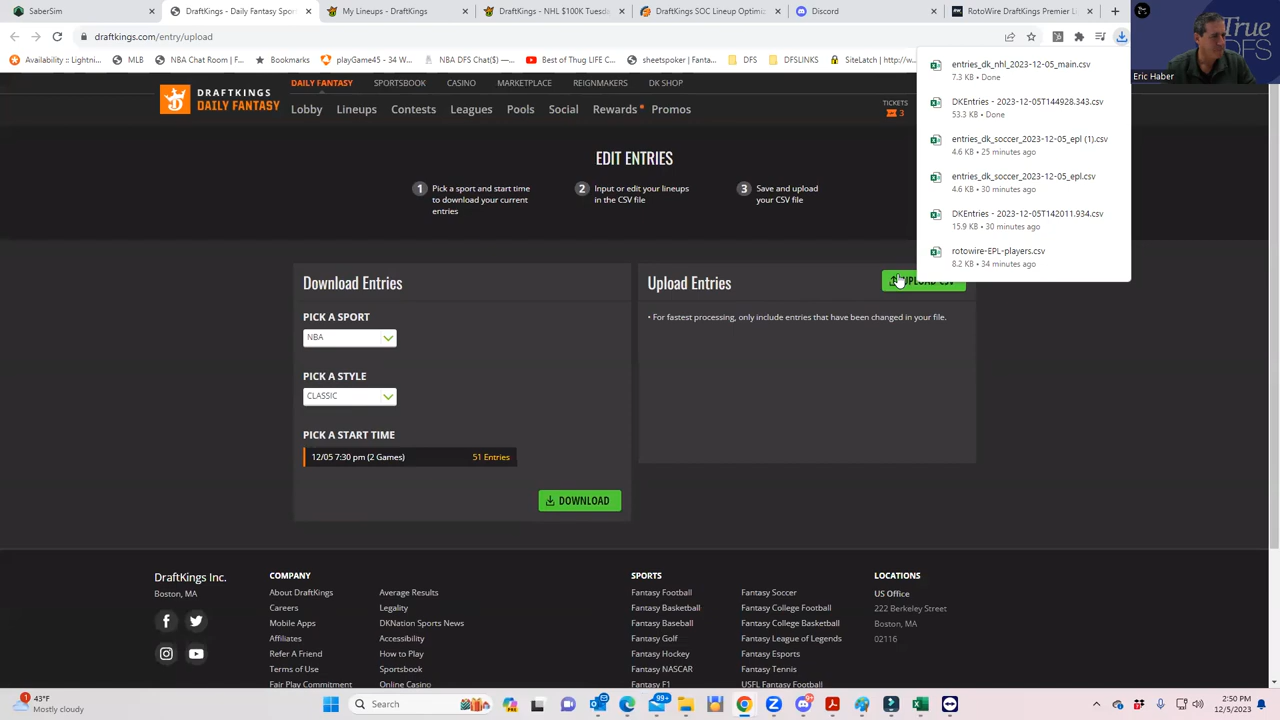 SaberSim
DraftKings - Daily Fantasy Spo
My Lineups - DraftKings
DraftKings - NHL $100K Tuesda
DraftKings SOC Lineup Optimiz
Discord
RotoWire DraftKings Premier L
draftkings.com/entry/upload
Availability :: Lightni...
MLB
NBA Chat Room | F...
Bookmarks
playGame45 - 34 W...
NBA DFS Chat($)—...
Best of Thug LIFE C...
sheetspoker | Fanta...
DFS
DFSLINKS
SiteLatch / http://w...
True
DFS
Eric Haber
DRAFTKINGS
DAILY FANTASY
DAILY FANTASY
SPORTSBOOK
CASINO
MARKETPLACE
REIGNMAKERS
DK SHOP
Lobby
Lineups
Contests
Leagues
Pools
Social
Rewards
Promos
TICKETS
3
entries_dk_nhl_2023-12-05_main.csv
7.3 KB • Done
DKEntries - 2023-12-05T144928.343.csv
53.3 KB • Done
entries_dk_soccer_2023-12-05_epl (1).csv
4.6 KB • 25 minutes ago
entries_dk_soccer_2023-12-05_epl.csv
4.6 KB • 30 minutes ago
DKEntries - 2023-12-05T142011.934.csv
15.9 KB • 30 minutes ago
rotowire-EPL-players.csv
8.2 KB • 34 minutes ago
EDIT ENTRIES
1
Pick a sport and start time
to download your current
entries
2
Input or edit your lineups
in the CSV file
3
Save and upload
your CSV file
Download Entries
PICK A SPORT
NBA
PICK A STYLE
CLASSIC
PICK A START TIME
12/05 7:30 pm (2 Games)
51 Entries
DOWNLOAD
Upload Entries
• For fastest processing, only include entries that have been changed in your file.
DraftKings Inc.
Boston, MA
COMPANY
About DraftKings
Careers
Mobile Apps
Affiliates
Refer A Friend
Terms of Use
Fair Play Commitment
Average Results
Legality
DKNation Sports News
Accessibility
How to Play
Sportsbook
Online Casino
SPORTS
Fantasy Football
Fantasy Basketball
Fantasy Baseball
Fantasy Golf
Fantasy Hockey
Fantasy NASCAR
Fantasy F1
Fantasy Soccer
Fantasy College Football
Fantasy College Basketball
Fantasy League of Legends
Fantasy Esports
Fantasy Tennis
USFL Fantasy Football
LOCATIONS
US Office
222 Berkeley Street
Boston, MA
02116
1
43°F
Mostly cloudy
Search
99+
2:50 PM
12/5/2023